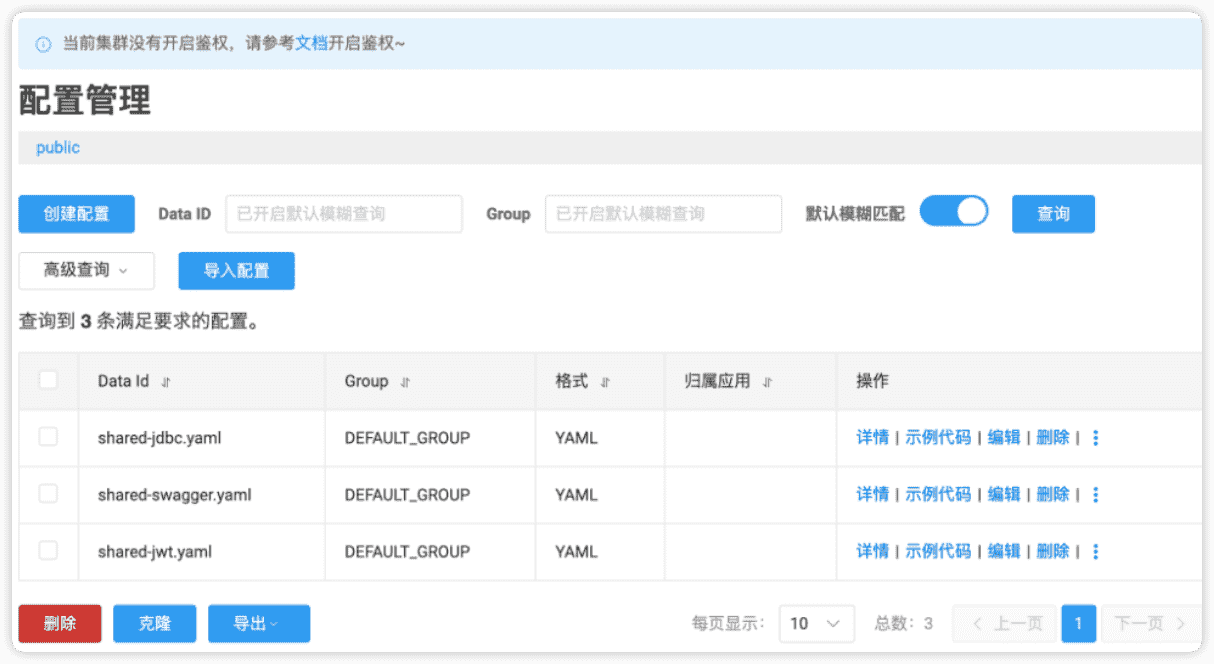 当前集群没有开启鉴权，请参考文档开启鉴权~
配置管理
public
创建配置 Data ID 已开启默认模糊查询 Group 已开启默认模糊查询 默认模糊匹配 查询
高级查询 导入配置
查询到 3 条满足要求的配置。
Data Id Group 格式 归属应用 操作
shared-jdbc.yaml DEFAULT_GROUP YAML 详情 | 示例代码 | 编辑 | 删除 |
shared-swagger.yaml DEFAULT_GROUP YAML 详情 | 示例代码 | 编辑 | 删除 |
shared-jwt.yaml DEFAULT_GROUP YAML 详情 | 示例代码 | 编辑 | 删除 |
删除 克隆 导出 每页显示： 10 总数：3 < 上一页 1 下一页 >